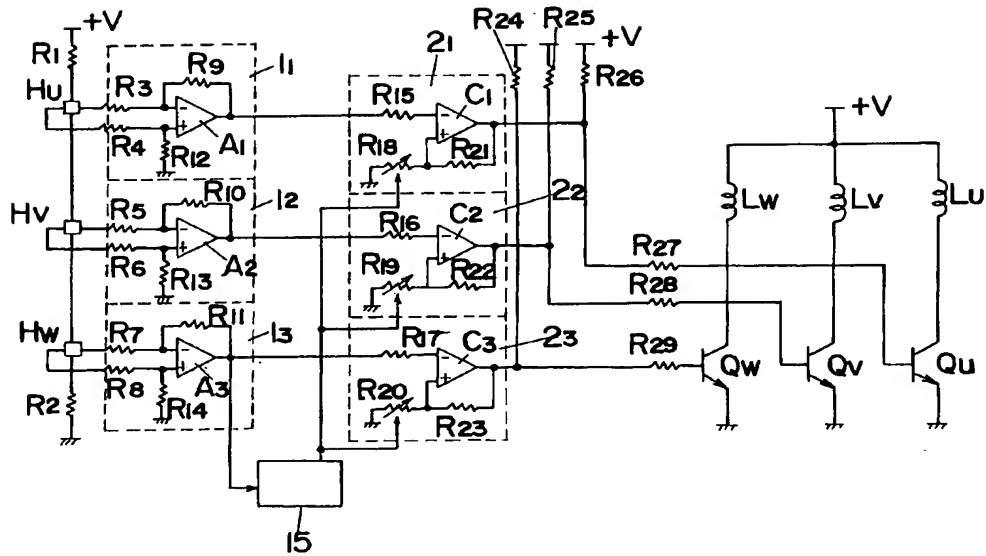 +V
R1
Hu
R3
R4
R9
R12
A1
11
R15
R18
R21
C1
21
R24
R25
+V
R26
Hv
R5
R6
R10
R13
A2
12
R16
R19
R22
C2
22
Hw
R7
R8
R11
R14
A3
13
R2
R17
R20
R23
C3
23
R27
R28
R29
+V
Lw
Lv
Lu
Qw
Qv
Qu
15